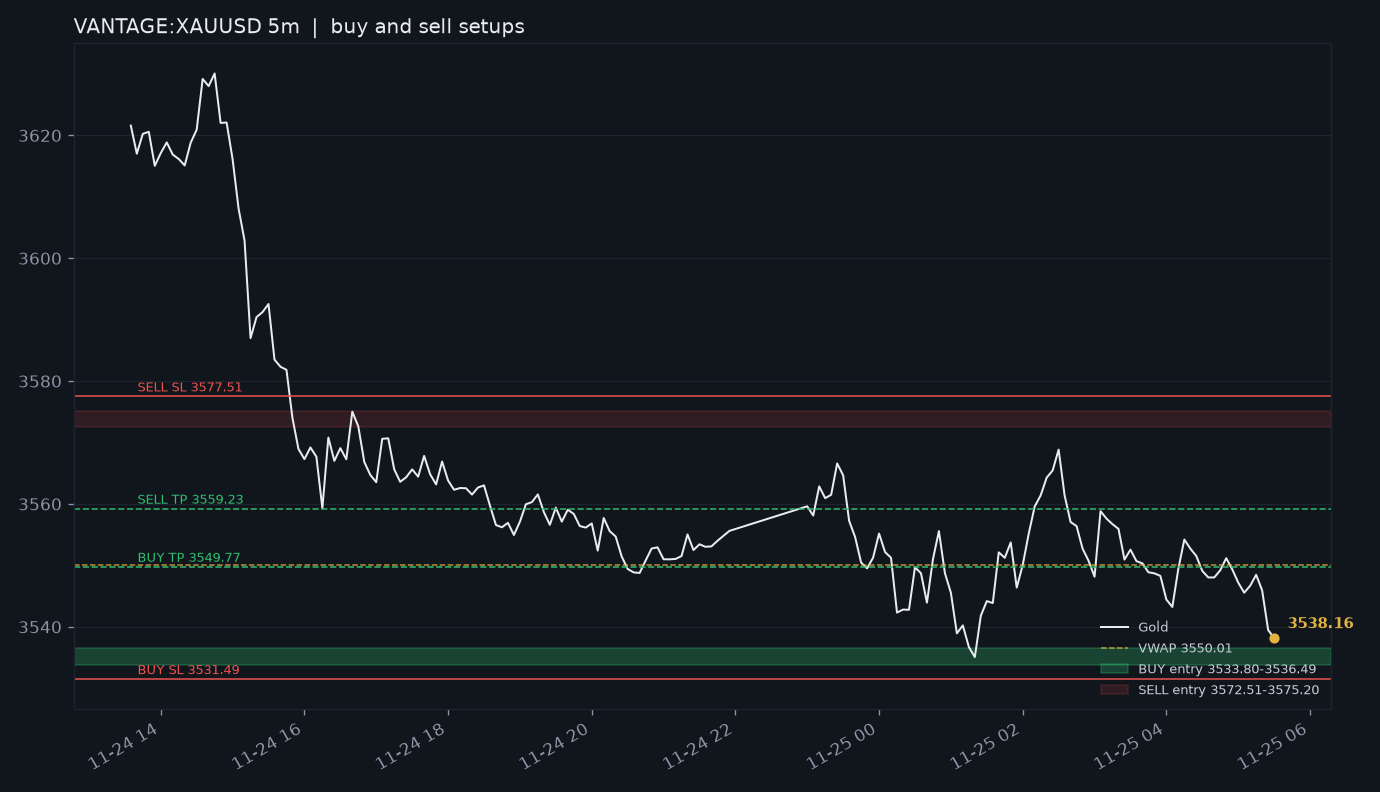 VANTAGE:XAUUSD 5m | buy and sell setups
3620
3600
3580
SELL SL 3577.51
3560
SELL TP 3559.23
BUY TP 3549.77
3540
3538.16
Gold
VWAP 3550.01
BUY entry 3533.80-3536.49
SELL entry 3572.51-3575.20
BUY SL 3531.49
11-24 14
11-24 16
11-24 18
11-24 20
11-24 22
11-25 00
11-25 02
11-25 04
11-25 06